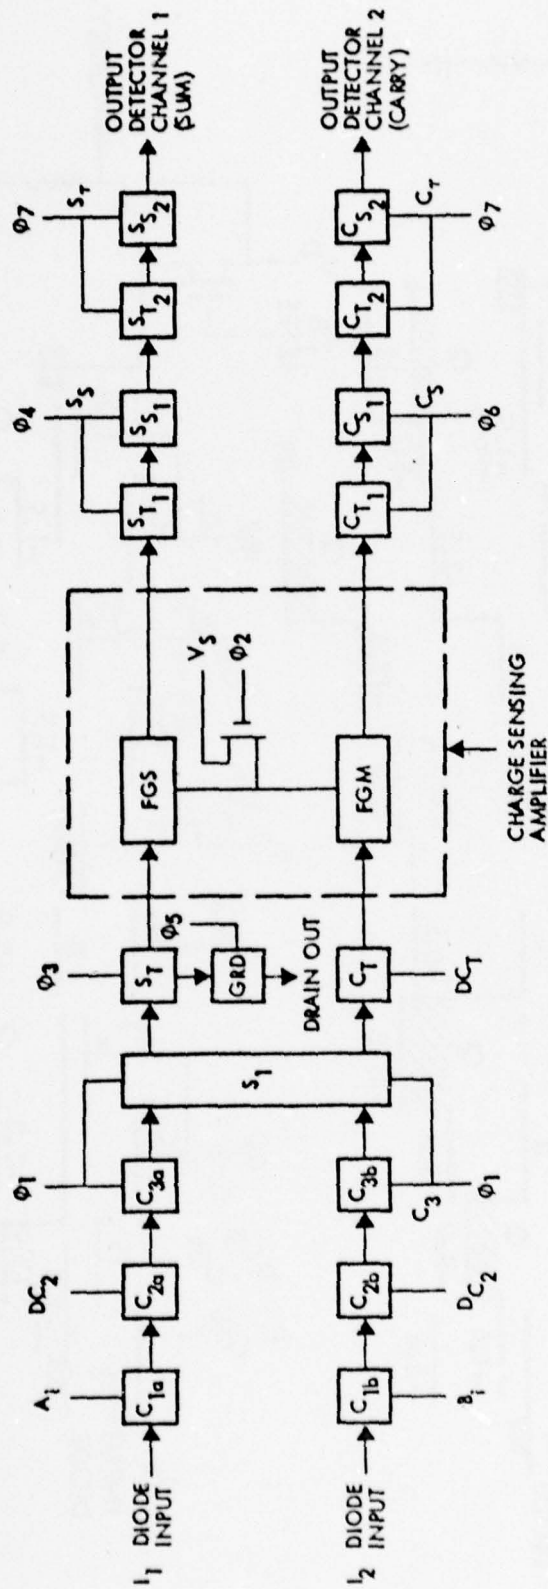 I1 DIODE INPUT
Ai
C1a
DC2
C2a
Φ1
C3a
S1
Φ3
ST
Φ5
GRD
DRAIN OUT
FGS
VS
Φ2
ST1
Φ4
SS
SS1
ST2
Φ7
ST
SS2
OUTPUT
DETECTOR
CHANNEL 1
(SUM)
I2 DIODE INPUT
Bi
C1b
DC2
C2b
C3b
C3
Φ1
CT
DCT
FGM
CHARGE SENSING
AMPLIFIER
CT1
CS1
CS
Φ6
CT2
CS2
CT
Φ7
OUTPUT
DETECTOR
CHANNEL 2
(CARRY)